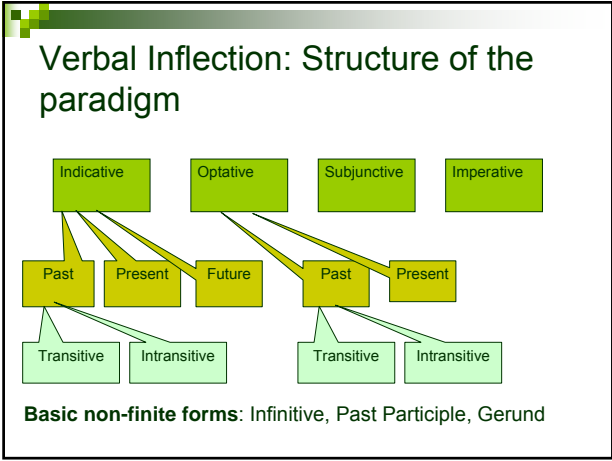 Verbal Inflection: Structure of the
paradigm
Indicative
Optative
Subjunctive
Imperative
Past
Present
Future
Past
Present
Transitive
Intransitive
Transitive
Intransitive
Basic non-finite forms: Infinitive, Past Participle, Gerund